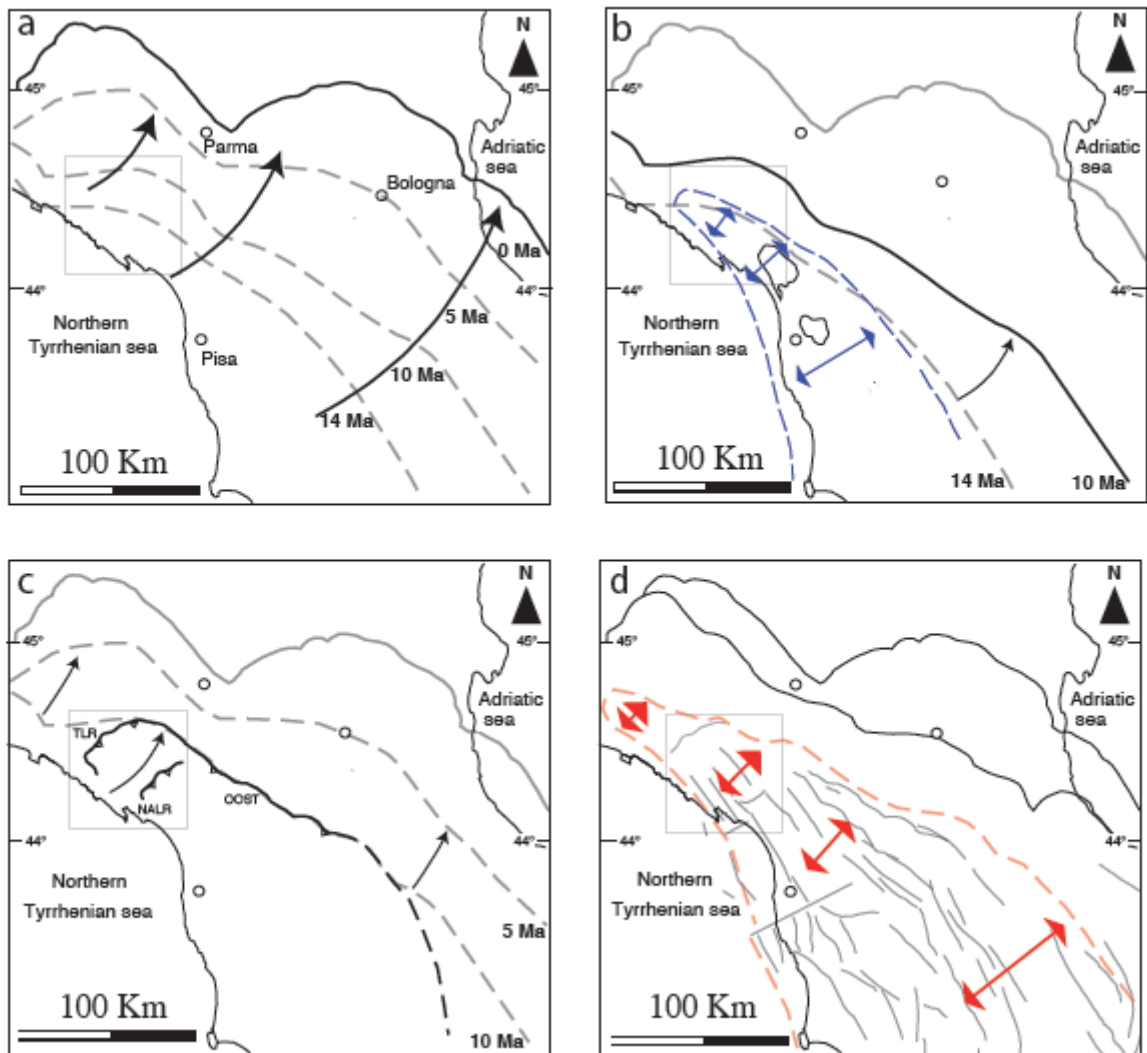 a
N
45°
45°
Parma
Adriatic
sea
Bologna
0 Ma
44°
5 Ma
Northern
Tyrrhenian sea
Pisa
10 Ma
14 Ma
100 Km
b
N
45°
45°
Adriatic
sea
44°
44°
Northern
Tyrrhenian sea
100 Km
14 Ma
10 Ma
c
N
45°
45°
Adriatic
sea
TLR
OOST
NALR
44°
Northern
Tyrrhenian sea
5 Ma
100 Km
10 Ma
d
N
45°
45°
Adriatic
sea
44°
44°
Northern
Tyrrhenian sea
100 Km